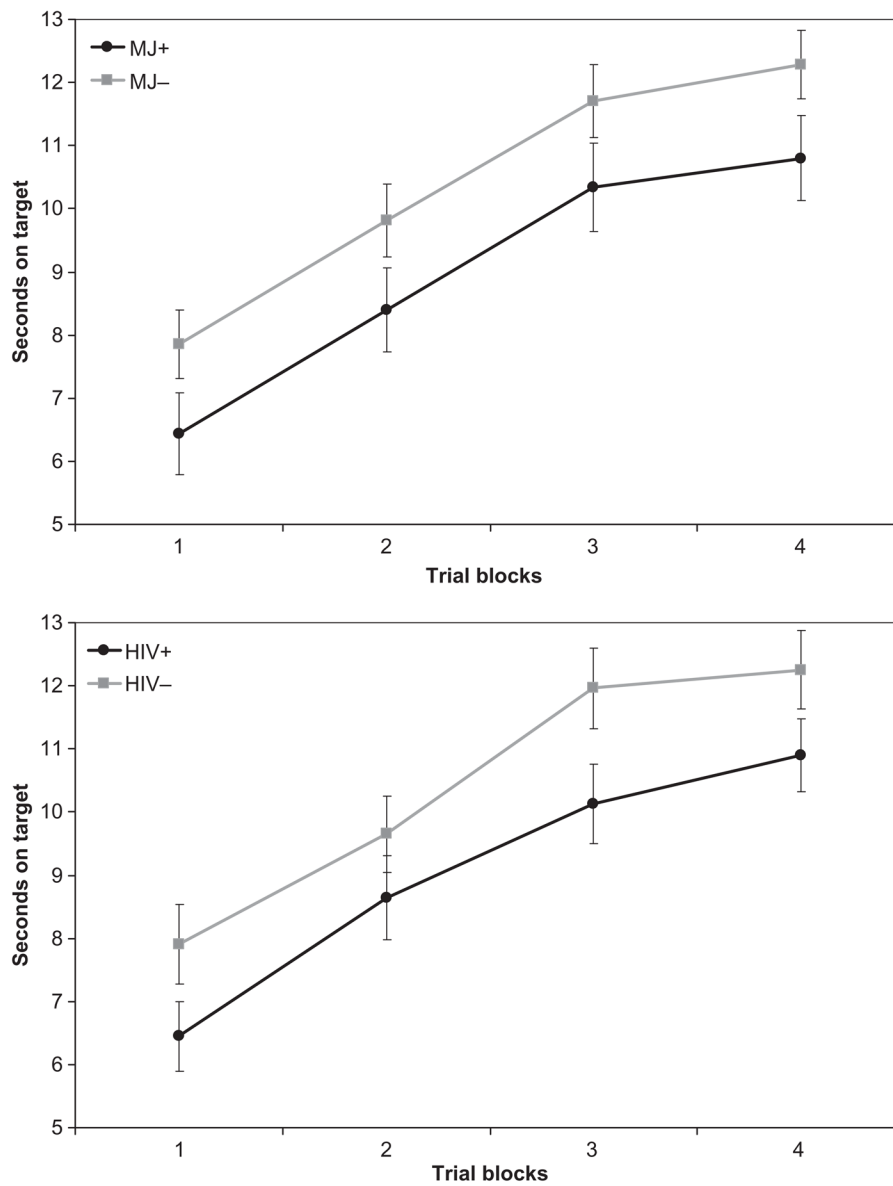 13
12
11
10
9
8
7
6
5
Seconds on target
MJ+
MJ–
1 2 3 4
Trial blocks
13
12
11
10
9
8
7
6
5
Seconds on target
HIV+
HIV–
1 2 3 4
Trial blocks